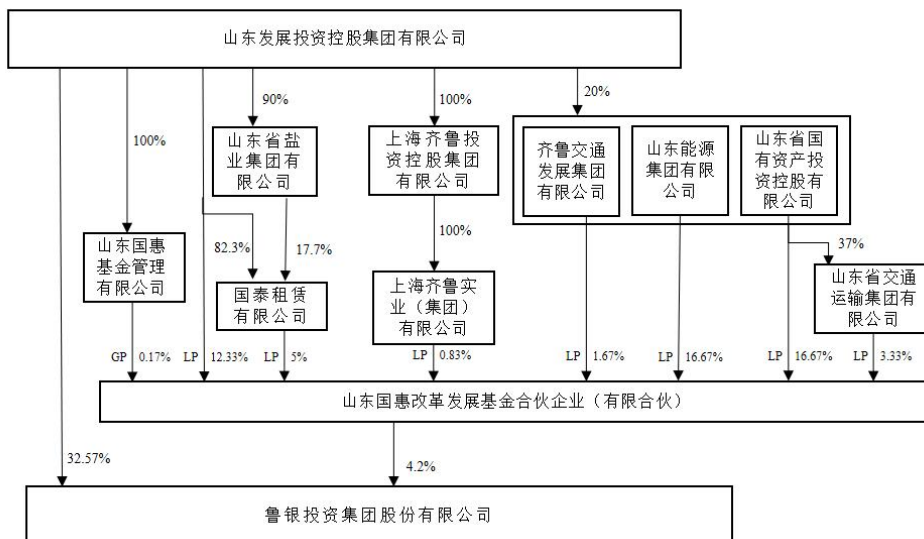 山东发展投资控股集团有限公司
90%
100%
20%
100%
山东省盐
业集团有
限公司
上海齐鲁投
资控股集团
有限公司
齐鲁交通
发展集团
有限公司
山东能源
集团有限
公司
山东省国
有资产投
资控股有
限公司
82.3%
17.7%
100%
37%
山东国惠
基金管理
有限公司
国泰租赁
有限公司
上海齐鲁实
业（集团）
有限公司
山东省交通
运输集团有
限公司
GP 0.17%
LP 12.33%
LP 5%
LP 0.83%
LP 1.67%
LP 16.67%
LP 16.67%
LP 3.33%
山东国惠改革发展基金合伙企业（有限合伙）
32.57%
4.2%
鲁银投资集团股份有限公司